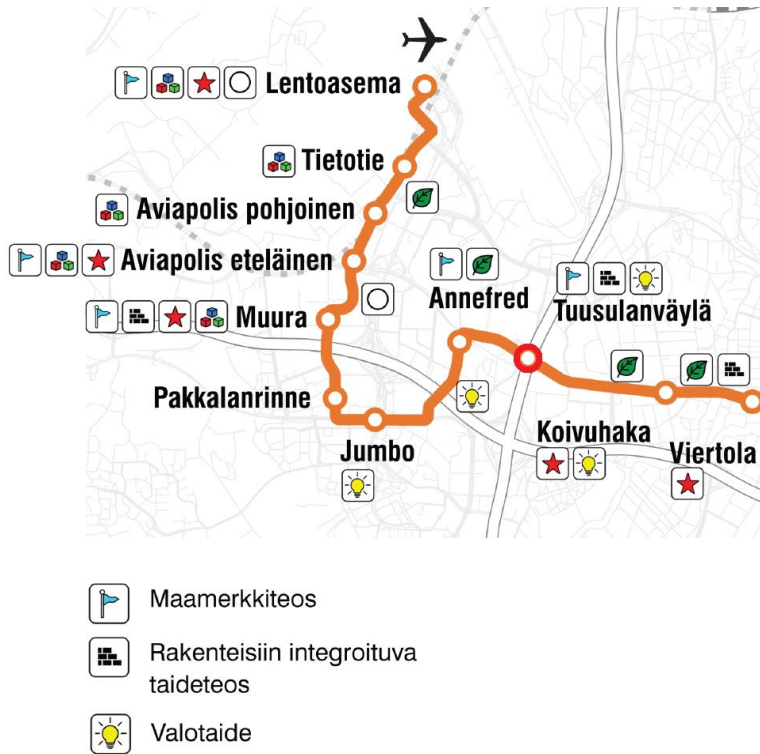 Lentoasema
Tietotie
Aviapolis pohjoinen
Aviapolis eteläinen
Annefred
Tuusulanväylä
Muura
Pakkalanrinne
Jumbo
Koivuhaka
Viertola
Maamerkkiteos
Rakenteisiin integroituva
taideteos
Valotaide